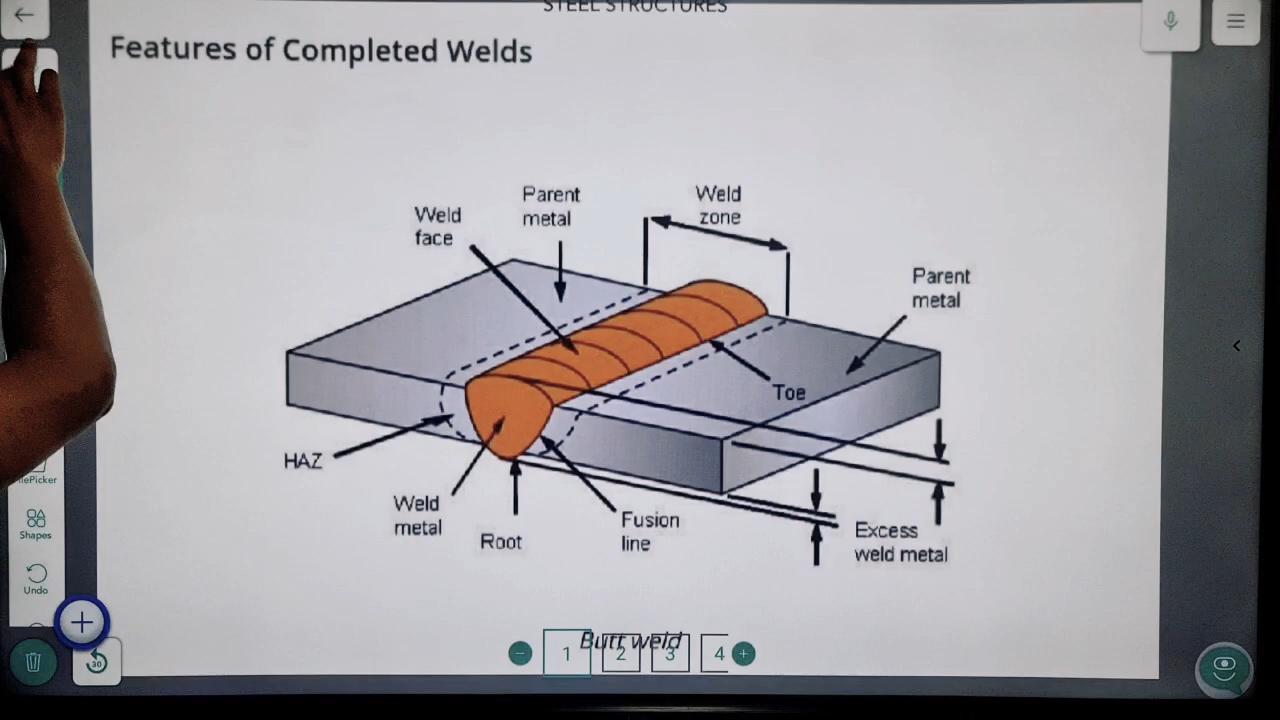 STEEL STRUCTURES
Features of Completed Welds
Parent
metal
Weld
zone
Weld
face
Parent
metal
Toe
HAZ
Weld
metal
Root
Fusion
line
Excess
weld metal
Shapes
Undo
Butt weld
1 2 3 4
30